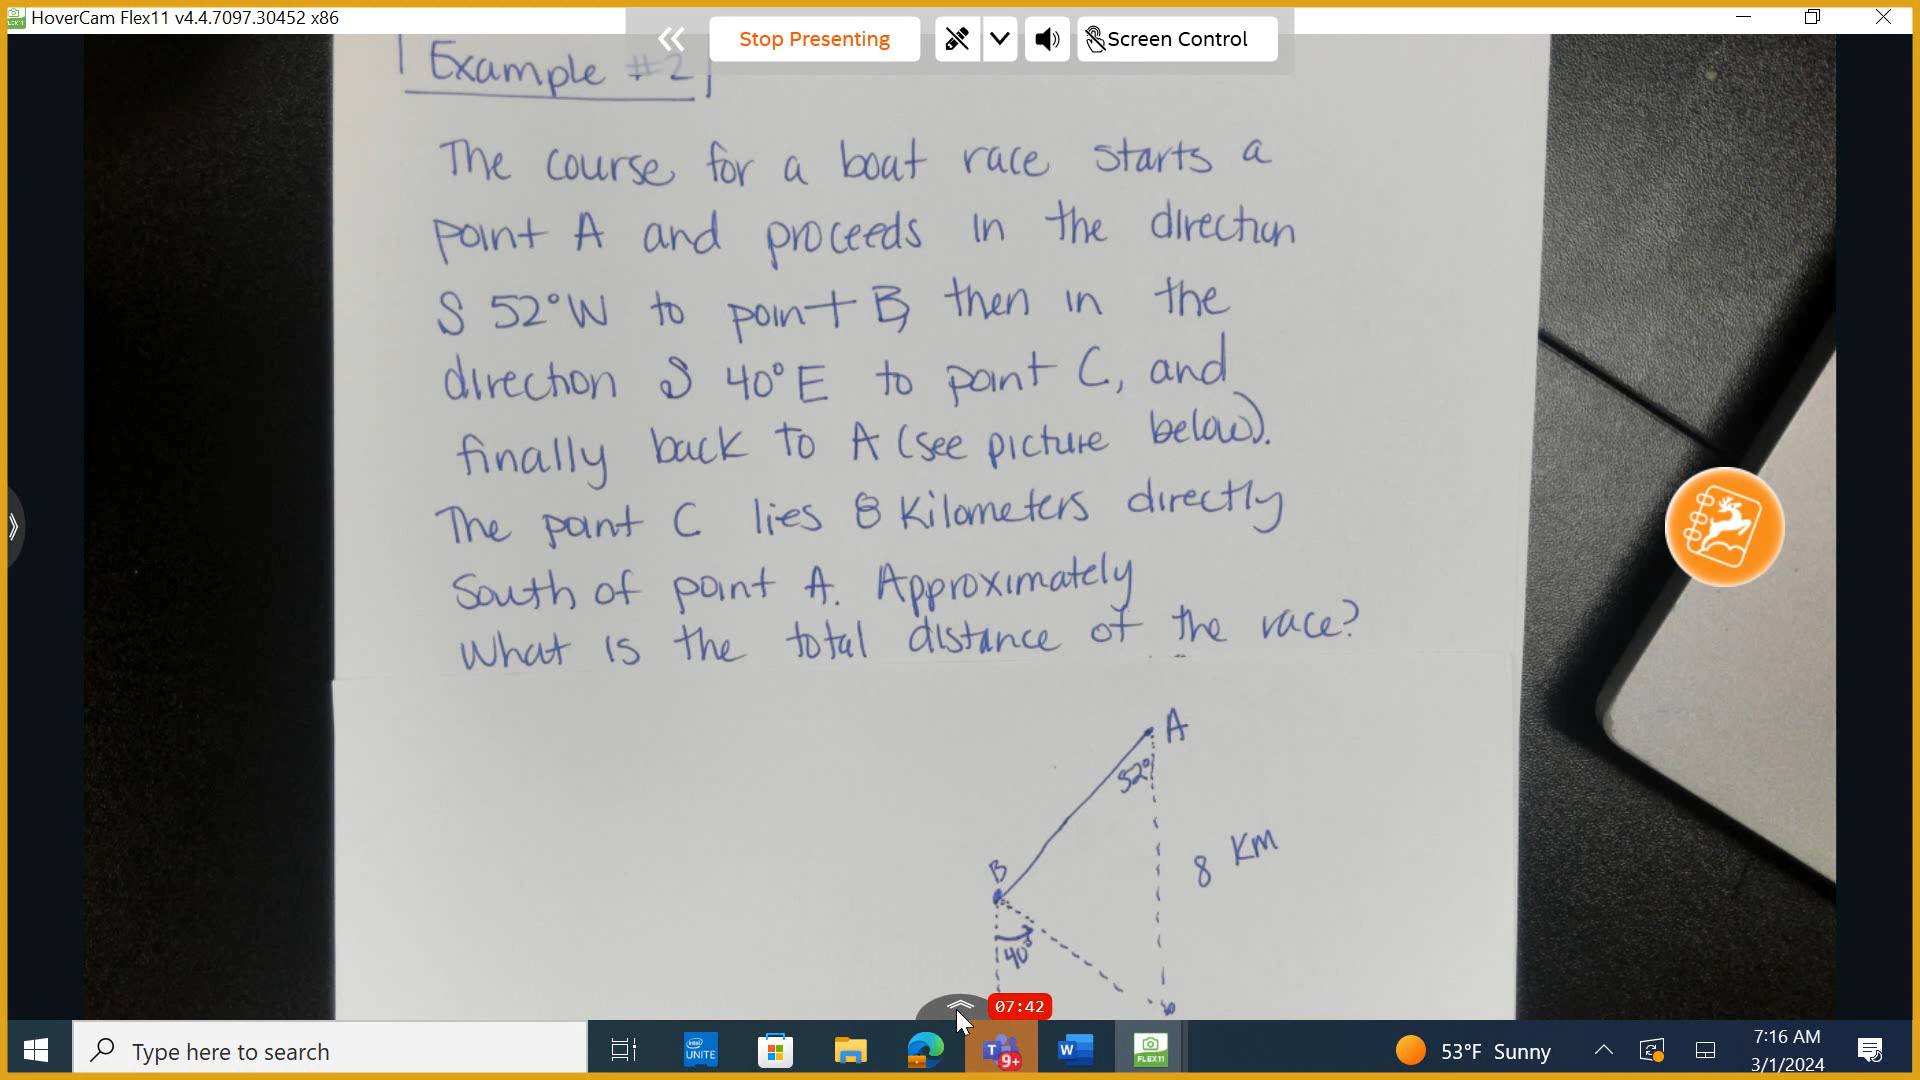 HoverCam Flex11 v4.4.7097.30452 x86
Stop Presenting
Screen Control
Example #2
The course for a boat race starts a
point A and proceeds in the direction
S 52°W to point B, then in the
direction S 40°E to point C, and
finally back to A (see picture below).
The point C lies 8 Kilometers directly
South of point A. Approximately
What is the total distance of the race?
A
52°
8 KM
B
40°
07:42
Type here to search
intel UNITE
T 9+
W
FLEX11
53°F Sunny
7:16 AM
3/1/2024